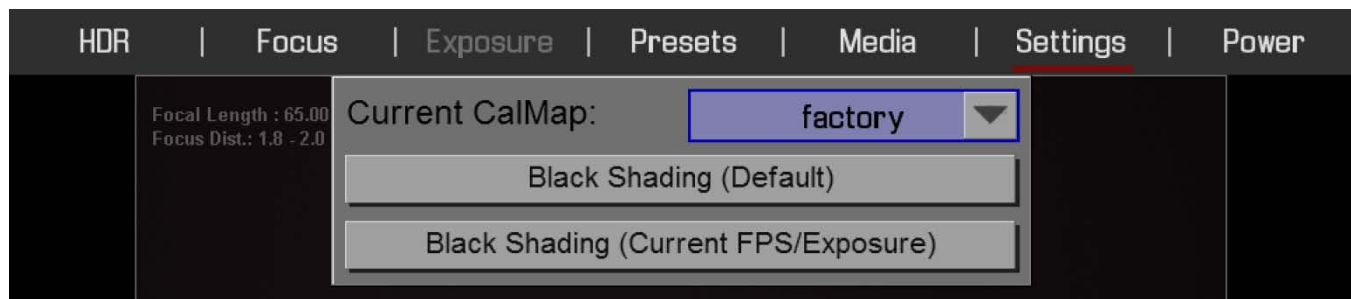 HDR | Focus | Exposure | Presets | Media | Settings | Power
Focal Length : 65.00
Focus Dist.: 1.8 - 2.0
Current CalMap: factory
Black Shading (Default)
Black Shading (Current FPS/Exposure)